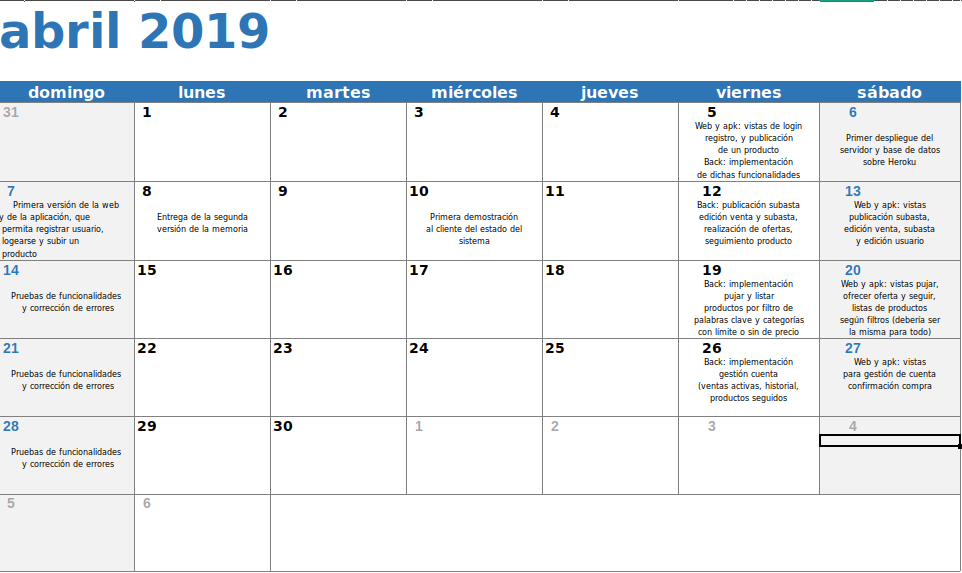 abril 2019
domingo lunes martes miércoles jueves viernes sábado
31 1 2 3 4 5 6
Web y apk: vistas de login
registro, y publicación
de un producto
Back: implementación
de dichas funcionalidades
Primer despliegue del
servidor y base de datos
sobre Heroku
7 8 9 10 11 12 13
Primera versión de la web
y de la aplicación, que
permita registrar usuario,
logearse y subir un
producto
Entrega de la segunda
versión de la memoria
Primera demostración
al cliente del estado del
sistema
Back: publicación subasta
edición venta y subasta,
realización de ofertas,
seguimiento producto
Web y apk: vistas
publicación subasta,
edición venta, subasta
y edición usuario
14 15 16 17 18 19 20
Pruebas de funcionalidades
y corrección de errores
Back: implementación
pujar y listar
productos por filtro de
palabras clave y categorías
con límite o sin de precio
Web y apk: vistas pujar,
ofrecer oferta y seguir,
listas de productos
según filtros (debería ser
la misma para todo)
21 22 23 24 25 26 27
Pruebas de funcionalidades
y corrección de errores
Back: implementación
gestión cuenta
(ventas activas, historial,
productos seguidos
Web y apk: vistas
para gestión de cuenta
confirmación compra
28 29 30 1 2 3 4
Pruebas de funcionalidades
y corrección de errores
5 6